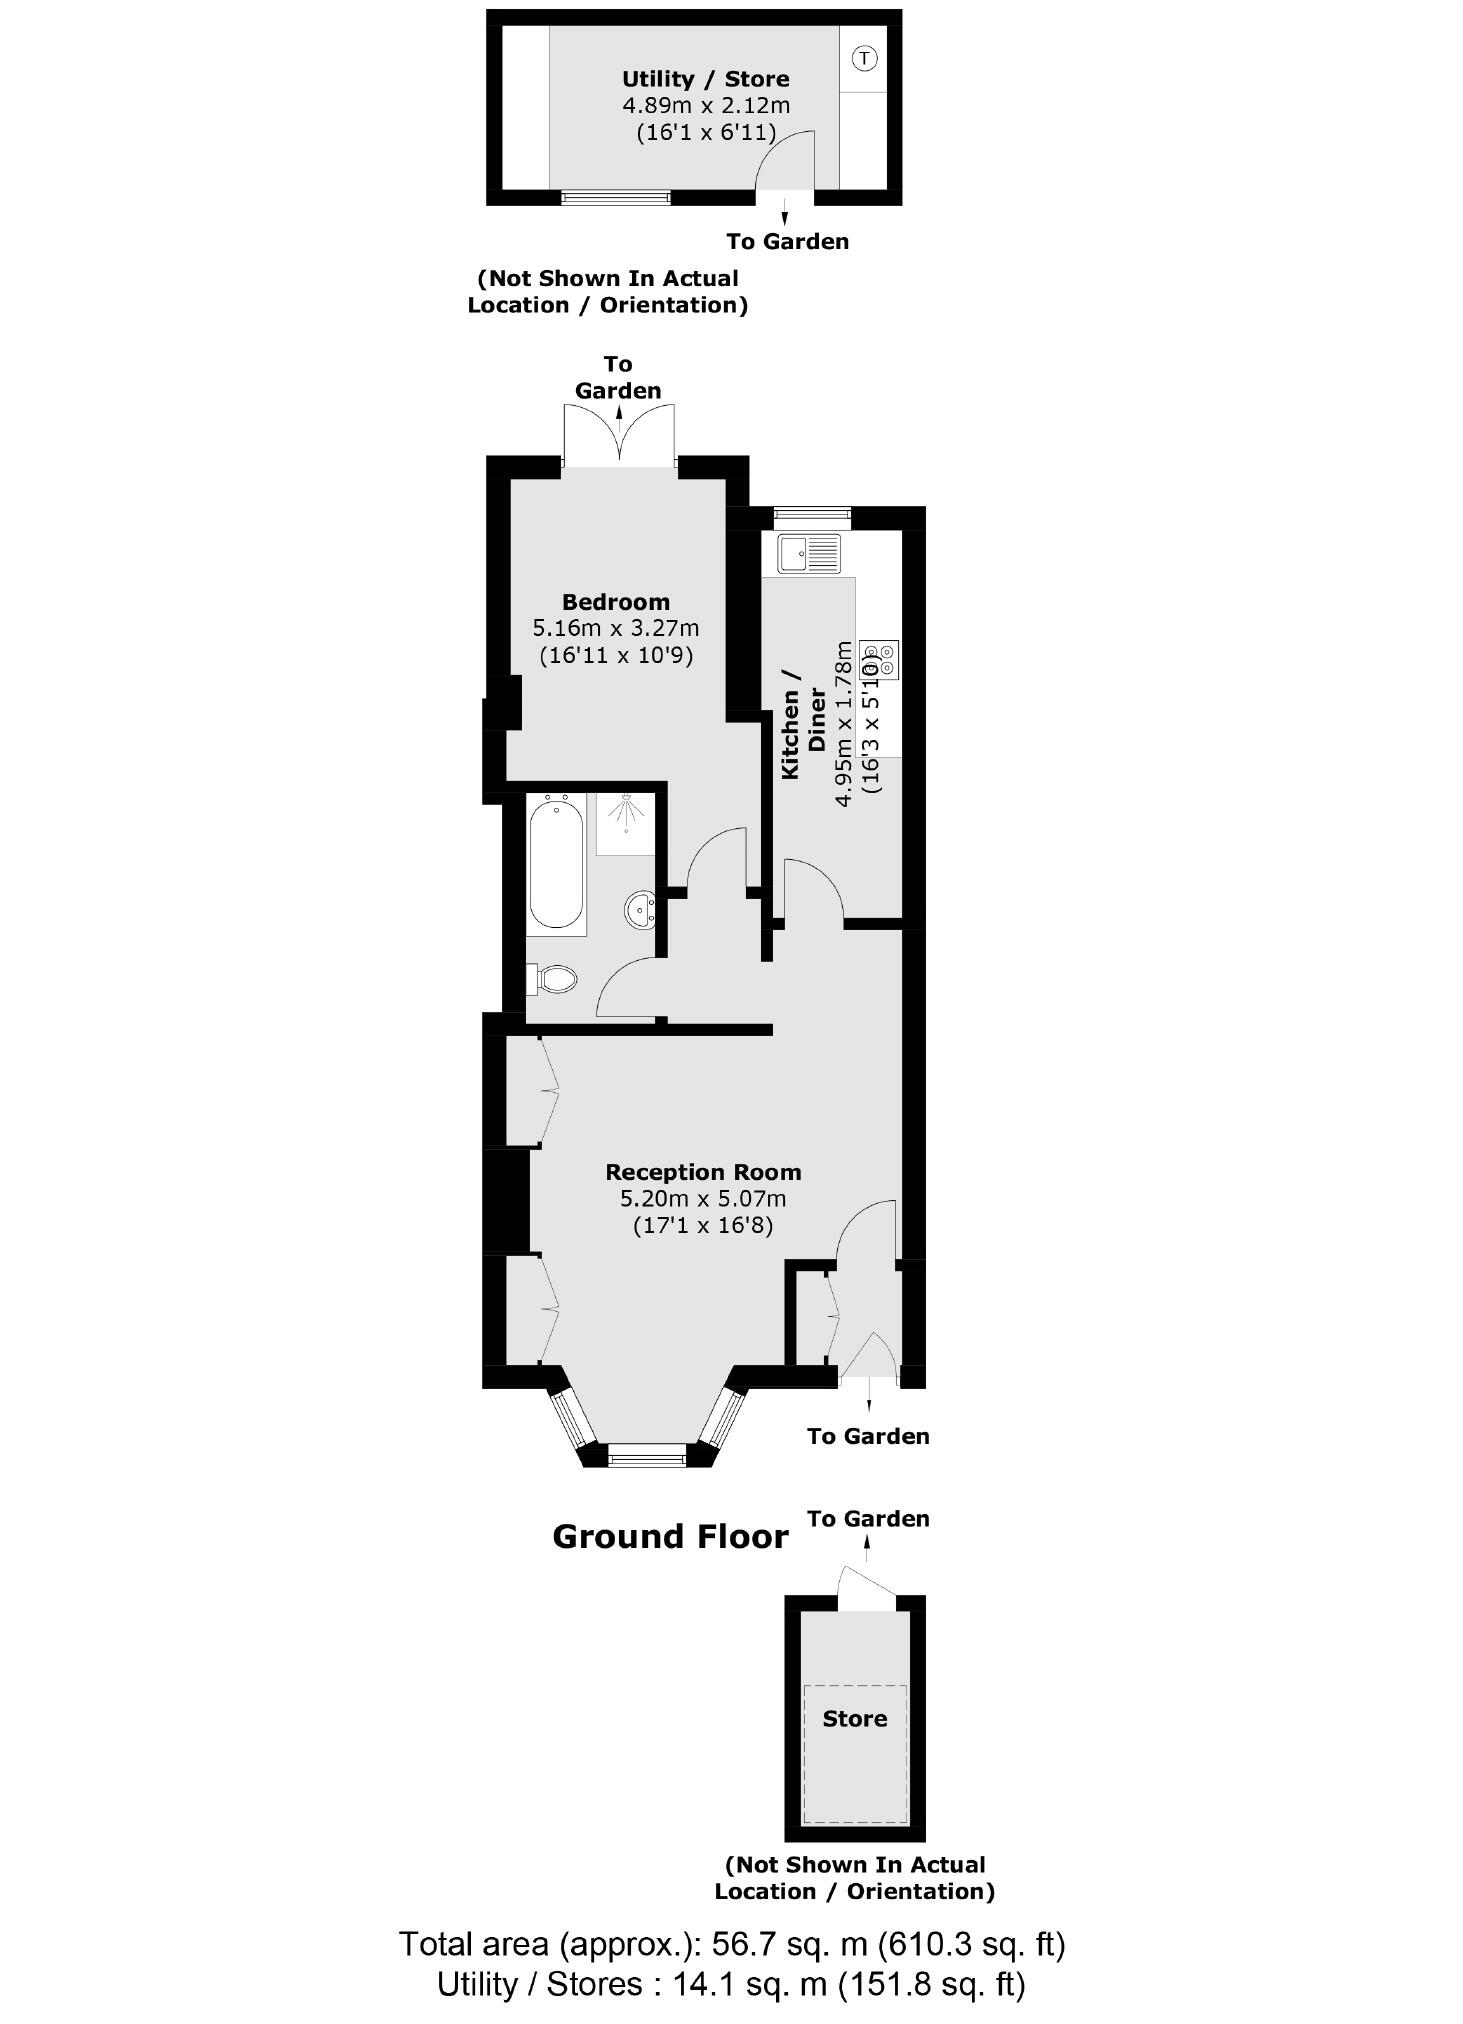 T
Utility / Store
4.89m x 2.12m
(16'1 x 6'11)
To Garden
(Not Shown In Actual
Location / Orientation)
To
Garden
Bedroom
5.16m x 3.27m
(16'11 x 10'9)
Kitchen /
Diner
4.95m x 1.78m
(16'3 x 5'10)
Reception Room
5.20m x 5.07m
(17'1 x 16'8)
To Garden
Ground Floor
To Garden
Store
(Not Shown In Actual
Location / Orientation)
Total area (approx.): 56.7 sq. m (610.3 sq. ft)
Utility / Stores : 14.1 sq. m (151.8 sq. ft)